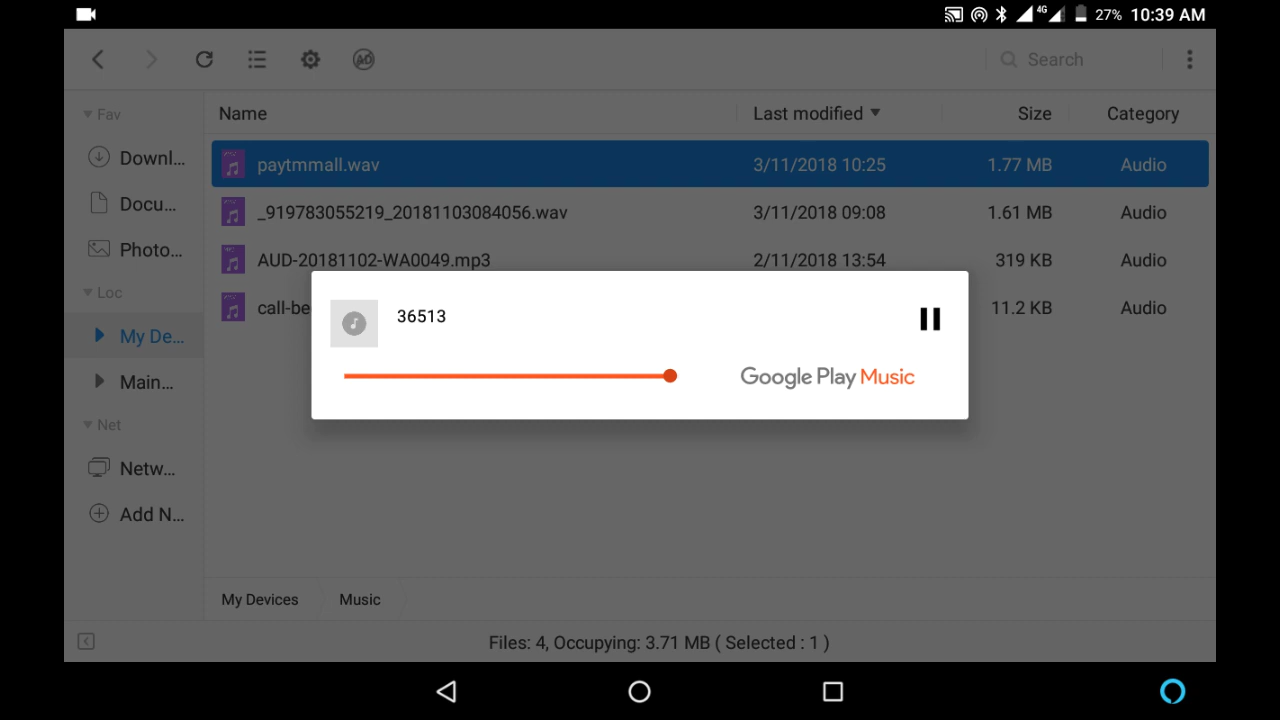 4G 27% 10:39 AM
AD Search
Fav
Downl...
Docu...
Photo...
Loc
My De...
Main...
Net
Netw...
Add N...
Name Last modified Size Category
paytmmall.wav 3/11/2018 10:25 1.77 MB Audio
_919783055219_20181103084056.wav 3/11/2018 09:08 1.61 MB Audio
AUD-20181102-WA0049.mp3 2/11/2018 13:54 319 KB Audio
call-be 11.2 KB Audio
36513
Google Play Music
My Devices Music
Files: 4, Occupying: 3.71 MB ( Selected : 1 )